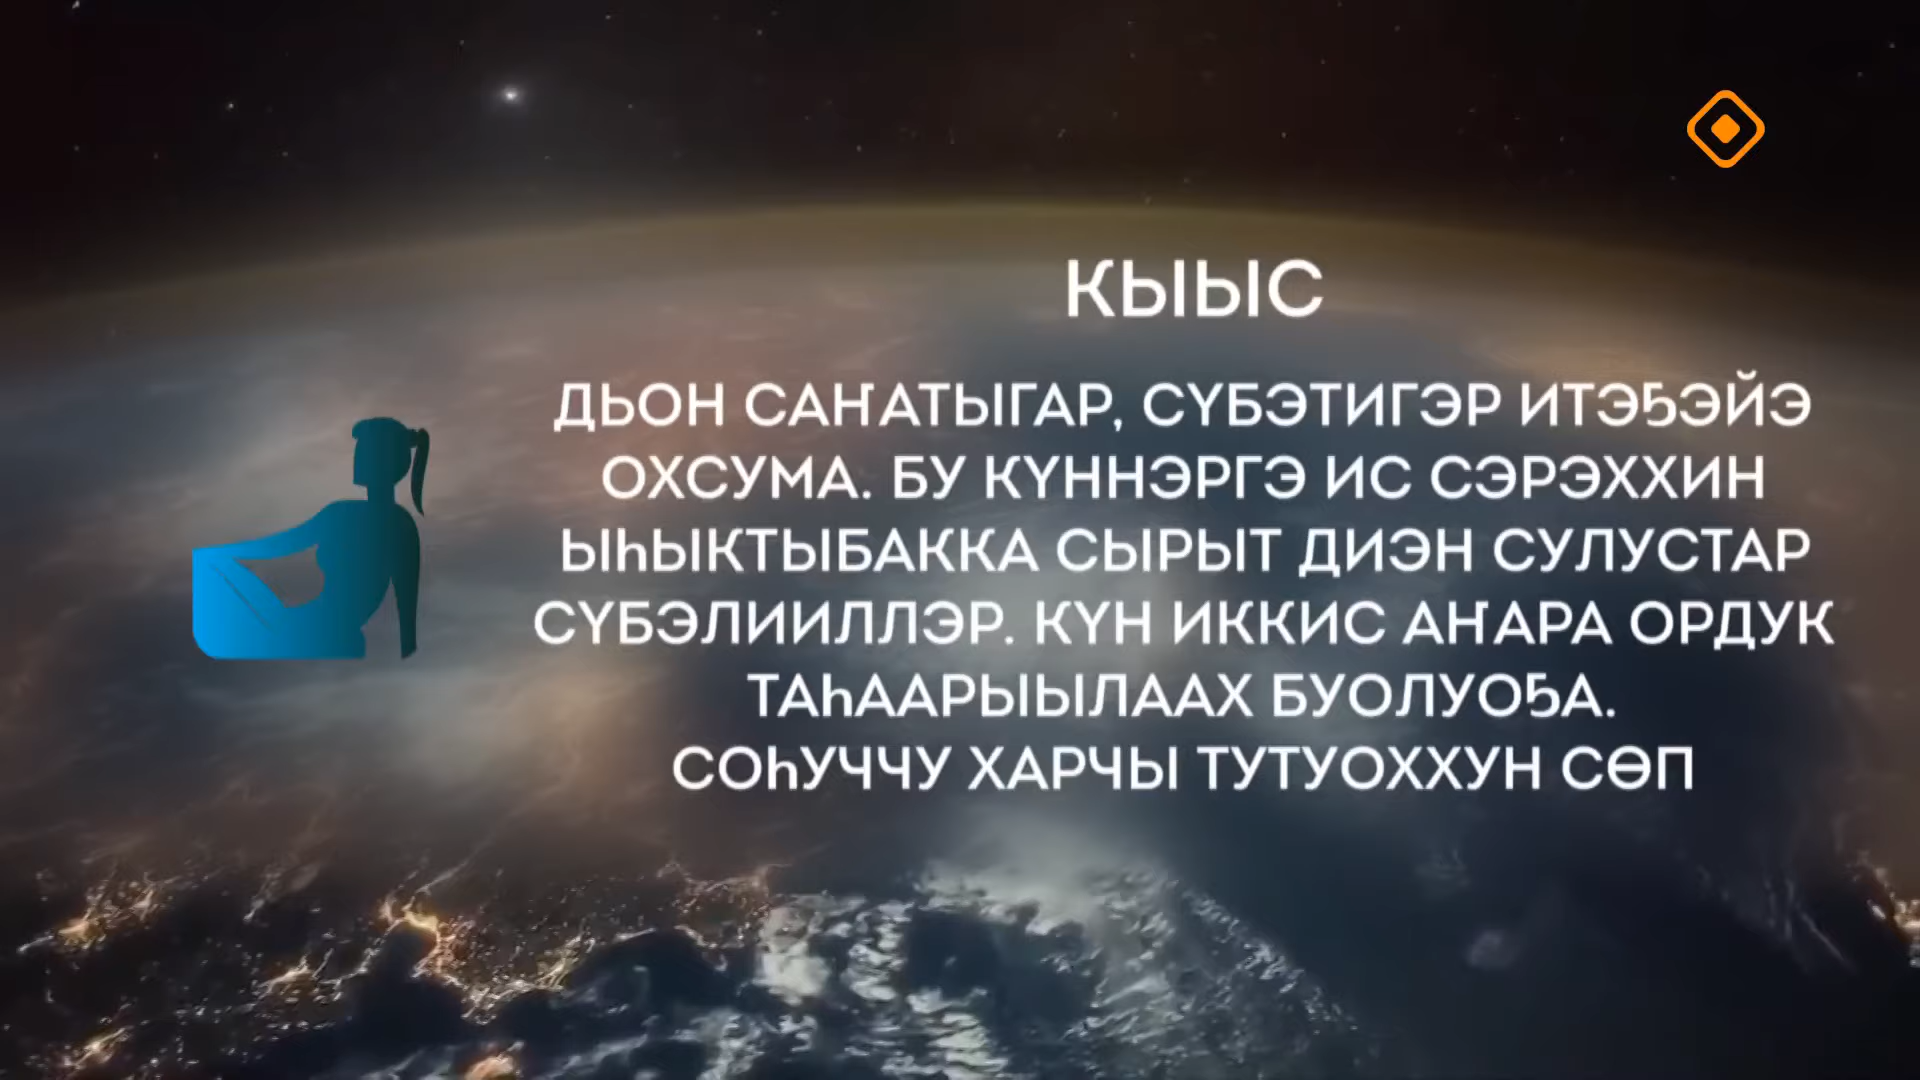 КЫЫС
ДЬОН САҤАТЫГАР, СҮБЭТИГЭР ИТЭҔЭЙЭ
ОХСУМА. БУ КҮННЭРГЭ ИС СЭРЭХХИН
ЫҺЫКТЫБАККА СЫРЫТ ДИЭН СУЛУСТАР
СҮБЭЛИИЛЛЭР. КҮН ИККИС АҤАРА ОРДУК
ТАҺААРЫЫЛААХ БУОЛУОҔА.
СОҺУЧЧУ ХАРЧЫ ТУТУОХХУН СӨП